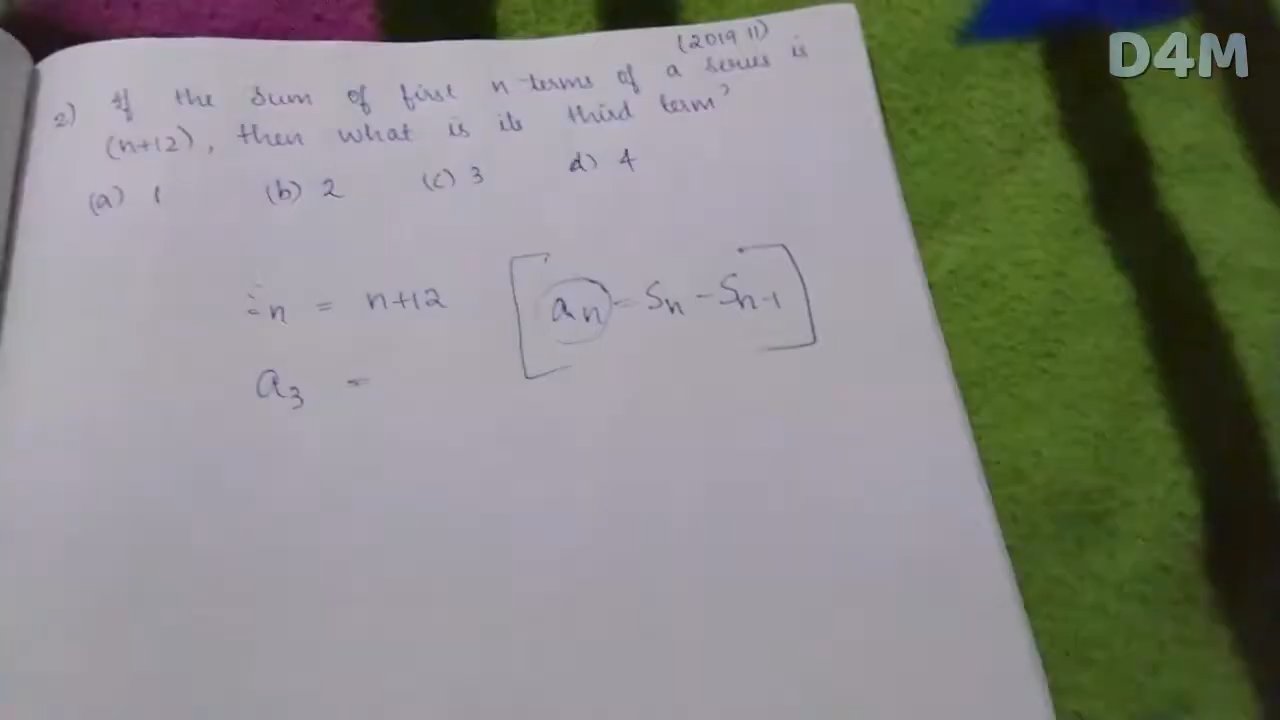 (2019 II)
2) If the sum of first n-terms of a series is
(n+12), then what is its third term?
(a) 1 (b) 2 (c) 3 d) 4
n = n+12 [an = Sn - Sn-1]
a3 =
D4M